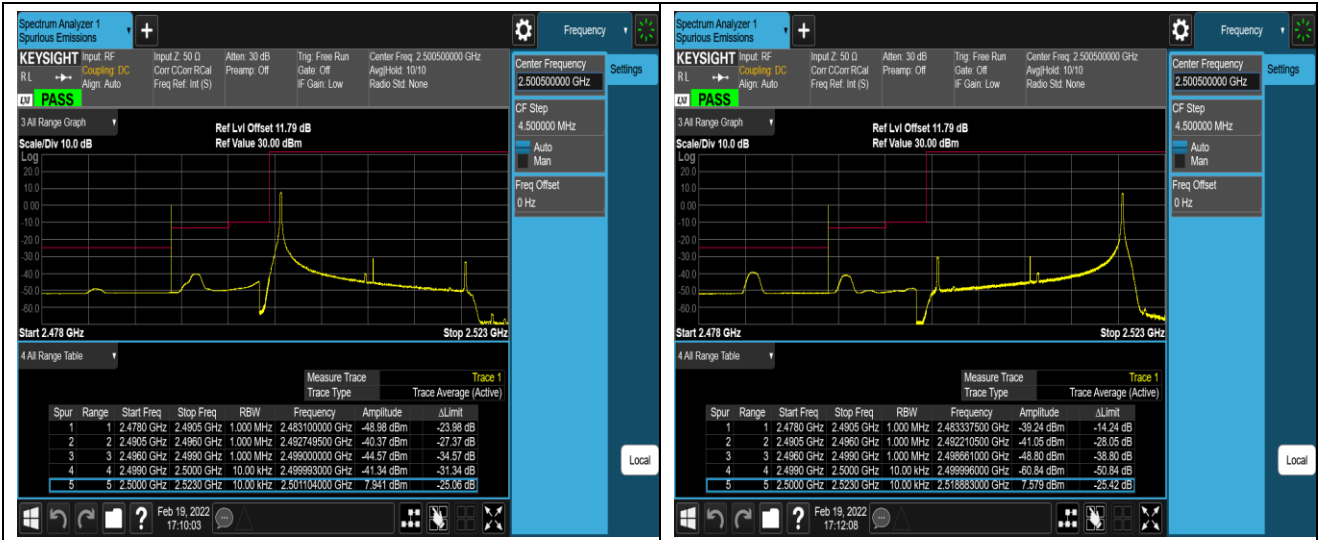 Spectrum Analyzer 1
Spurious Emissions
Frequency
KEYSIGHT Input: RF Input Z: 50 Ω Atten: 30 dB Trig: Free Run Center Freq: 2.500500000 GHz
RL Coupling: DC Corr CCorr RCal Preamp: Off Gate: Off Avg|Hold: 10/10
Align: Auto Freq Ref: Int (S) IF Gain: Low Radio Std: None
LXI PASS
Center Frequency
2.500500000 GHz
Settings
CF Step
4.500000 MHz
Auto
Man
Freq Offset
0 Hz
3 All Range Graph
Ref Lvl Offset 11.79 dB
Scale/Div 10.0 dB Ref Value 30.00 dBm
Log
20.0
10.0
0.00
-10.0
-20.0
-30.0
-40.0
-50.0
-60.0
Start 2.478 GHz Stop 2.523 GHz
4 All Range Table
Measure Trace Trace 1
Trace Type Trace Average (Active)
Spur Range Start Freq Stop Freq RBW Frequency Amplitude ΔLimit
1 1 2.4780 GHz 2.4905 GHz 1.000 MHz 2.483100000 GHz -48.98 dBm -23.98 dB
2 2 2.4905 GHz 2.4960 GHz 1.000 MHz 2.492749500 GHz -40.37 dBm -27.37 dB
3 3 2.4960 GHz 2.4990 GHz 1.000 MHz 2.499000000 GHz -44.57 dBm -34.57 dB
4 4 2.4990 GHz 2.5000 GHz 10.00 kHz 2.499993000 GHz -41.34 dBm -31.34 dB
5 5 2.5000 GHz 2.5230 GHz 10.00 kHz 2.501104000 GHz 7.941 dBm -25.06 dB
Local
? Feb 19, 2022
17:10:03
Spectrum Analyzer 1
Spurious Emissions
Frequency
KEYSIGHT Input: RF Input Z: 50 Ω Atten: 30 dB Trig: Free Run Center Freq: 2.500500000 GHz
RL Coupling: DC Corr CCorr RCal Preamp: Off Gate: Off Avg|Hold: 10/10
Align: Auto Freq Ref: Int (S) IF Gain: Low Radio Std: None
LXI PASS
Center Frequency
2.500500000 GHz
Settings
CF Step
4.500000 MHz
Auto
Man
Freq Offset
0 Hz
3 All Range Graph
Ref Lvl Offset 11.79 dB
Scale/Div 10.0 dB Ref Value 30.00 dBm
Log
20.0
10.0
0.00
-10.0
-20.0
-30.0
-40.0
-50.0
-60.0
Start 2.478 GHz Stop 2.523 GHz
4 All Range Table
Measure Trace Trace 1
Trace Type Trace Average (Active)
Spur Range Start Freq Stop Freq RBW Frequency Amplitude ΔLimit
1 1 2.4780 GHz 2.4905 GHz 1.000 MHz 2.483337500 GHz -39.24 dBm -14.24 dB
2 2 2.4905 GHz 2.4960 GHz 1.000 MHz 2.492210500 GHz -41.05 dBm -28.05 dB
3 3 2.4960 GHz 2.4990 GHz 1.000 MHz 2.498661000 GHz -48.80 dBm -38.80 dB
4 4 2.4990 GHz 2.5000 GHz 10.00 kHz 2.499996000 GHz -60.84 dBm -50.84 dB
5 5 2.5000 GHz 2.5230 GHz 10.00 kHz 2.518883000 GHz 7.579 dBm -25.42 dB
Local
? Feb 19, 2022
17:12:08